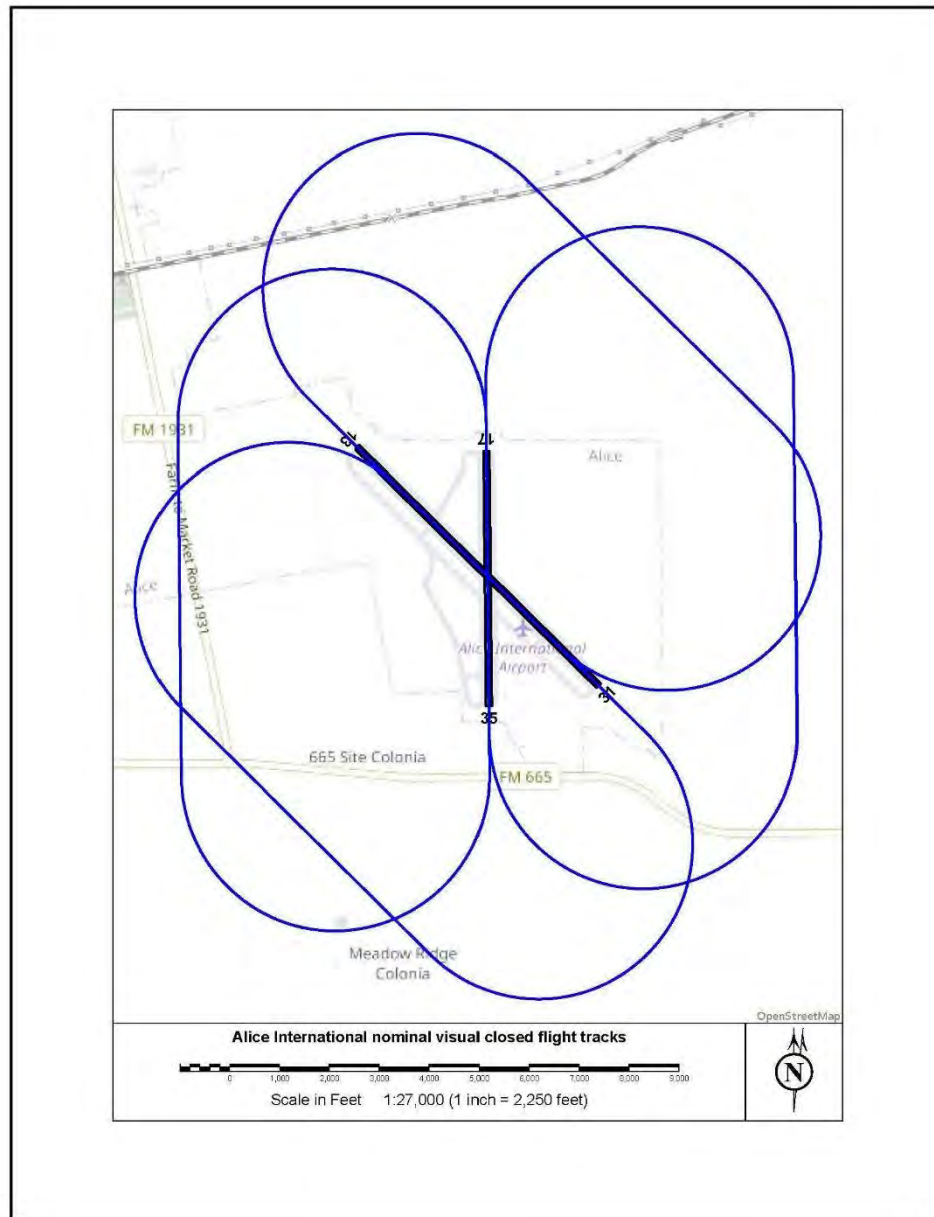 FM 1931
13
17
Alice
Farm to Market Road 1931
Alice
Alice International
Airport
31
35
665 Site Colonia
FM 665
Meadow Ridge
Colonia
OpenStreetMap
Alice International nominal visual closed flight tracks
0 1,000 2,000 3,000 4,000 5,000 6,000 7,000 8,000 9,000
Scale in Feet 1:27,000 (1 inch = 2,250 feet)
N